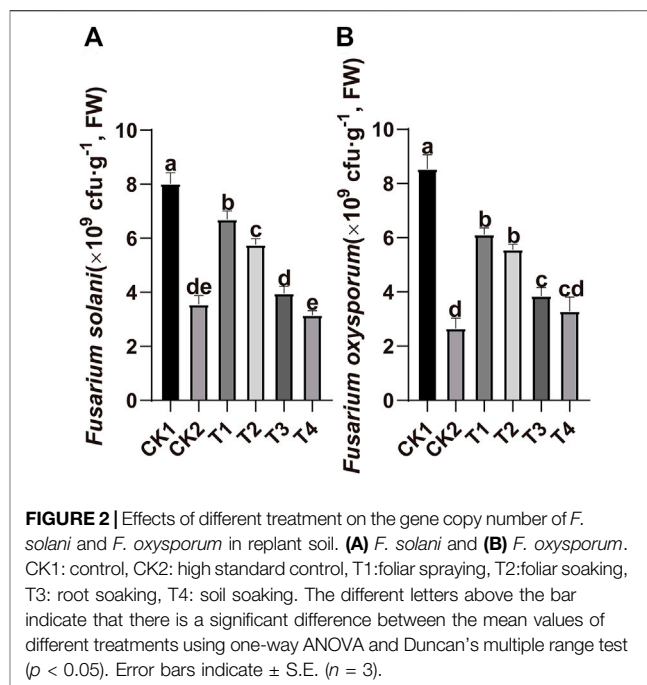 A
B
Fusarium solani(×10⁹ cfu·g⁻¹, FW)
10
8
6
4
2
0
a
de
b
c
d
e
CK1
CK2
T1
T2
T3
T4
Fusarium oxysporum(×10⁹ cfu·g⁻¹, FW)
10
8
6
4
2
0
a
d
b
b
c
cd
CK1
CK2
T1
T2
T3
T4
FIGURE 2 | Effects of different treatment on the gene copy number of F.
solani and F. oxysporum in replant soil. (A) F. solani and (B) F. oxysporum.
CK1: control, CK2: high standard control, T1:foliar spraying, T2:foliar soaking,
T3: root soaking, T4: soil soaking. The different letters above the bar
indicate that there is a significant difference between the mean values of
different treatments using one-way ANOVA and Duncan's multiple range test
(p < 0.05). Error bars indicate ± S.E. (n = 3).